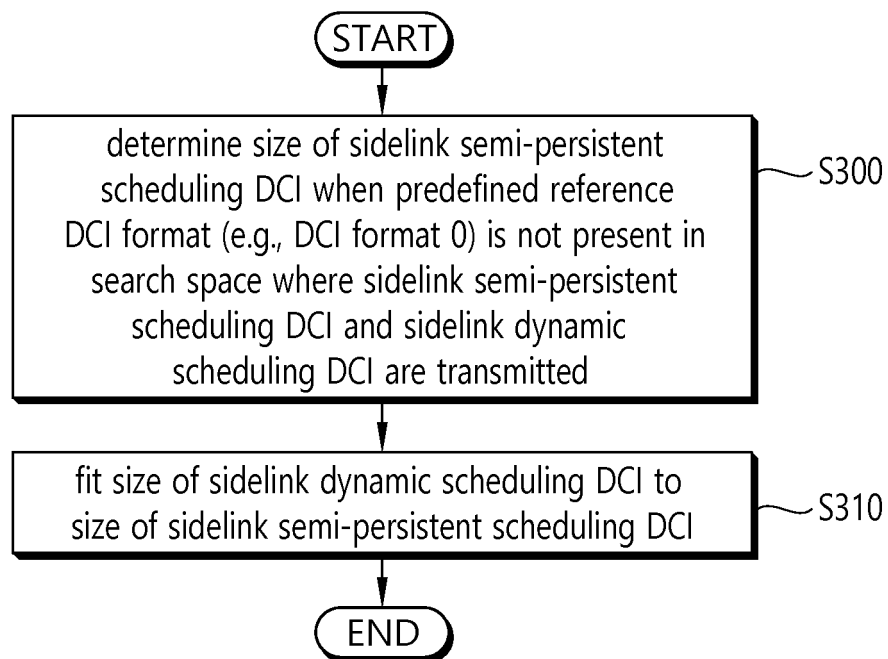 START
determine size of sidelink semi-persistent
scheduling DCI when predefined reference
DCI format (e.g., DCI format 0) is not present in
search space where sidelink semi-persistent
scheduling DCI and sidelink dynamic
scheduling DCI are transmitted
S300
fit size of sidelink dynamic scheduling DCI to
size of sidelink semi-persistent scheduling DCI
S310
END